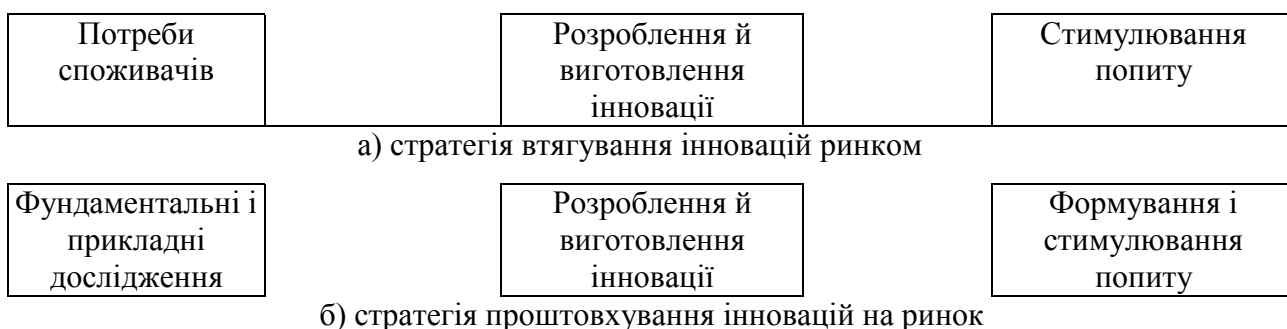 Потреби
споживачів
Розроблення й
виготовлення
інновації
Стимулювання
попиту
а) стратегія втягування інновацій ринком
Фундаментальні і
прикладні
дослідження
Розроблення й
виготовлення
інновації
Формування і
стимулювання
попиту
б) стратегія проштовхування інновацій на ринок